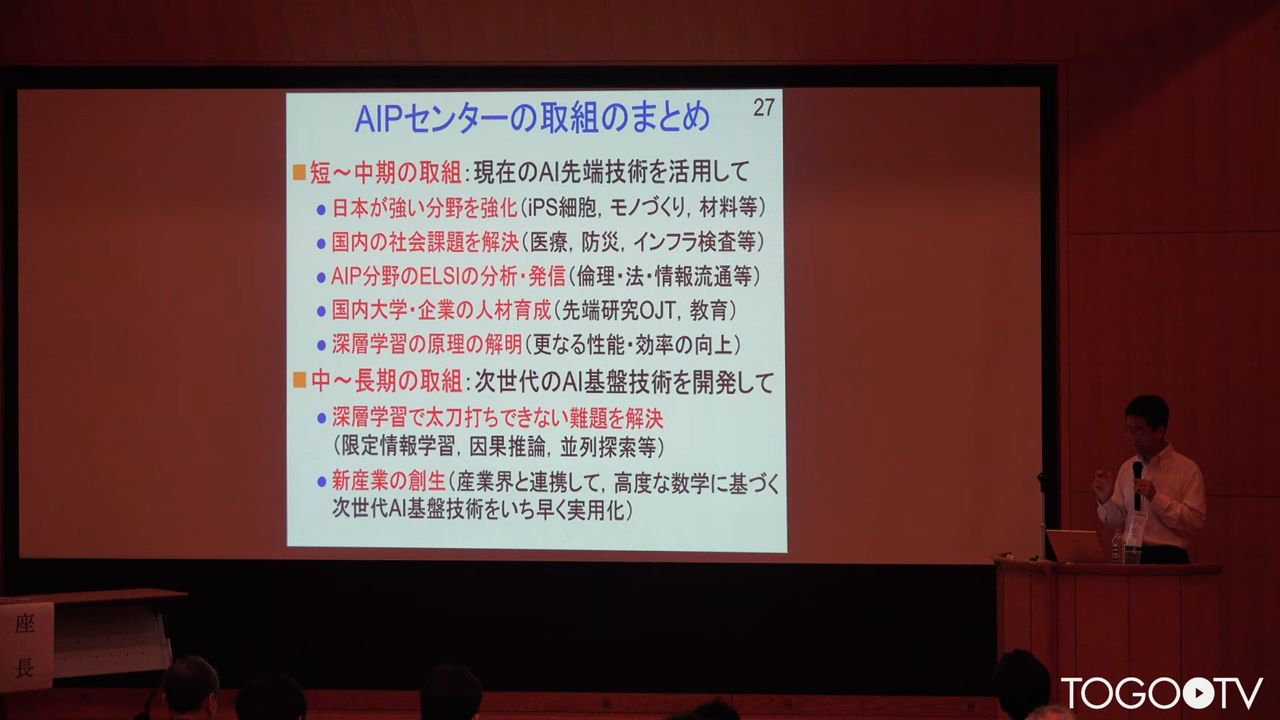 AIPセンターの取組のまとめ
27
短～中期の取組：現在のAI先端技術を活用して
日本が強い分野を強化（iPS細胞，モノづくり，材料等）
国内の社会課題を解決（医療，防災，インフラ検査等）
AIP分野のELSIの分析・発信（倫理・法・情報流通等）
国内大学・企業の人材育成（先端研究OJT，教育）
深層学習の原理の解明（更なる性能・効率の向上）
中～長期の取組：次世代のAI基盤技術を開発して
深層学習で太刀打ちできない難題を解決
（限定情報学習，因果推論，並列探索等）
新産業の創生（産業界と連携して，高度な数学に基づく
次世代AI基盤技術をいち早く実用化）
座長
TOGO TV